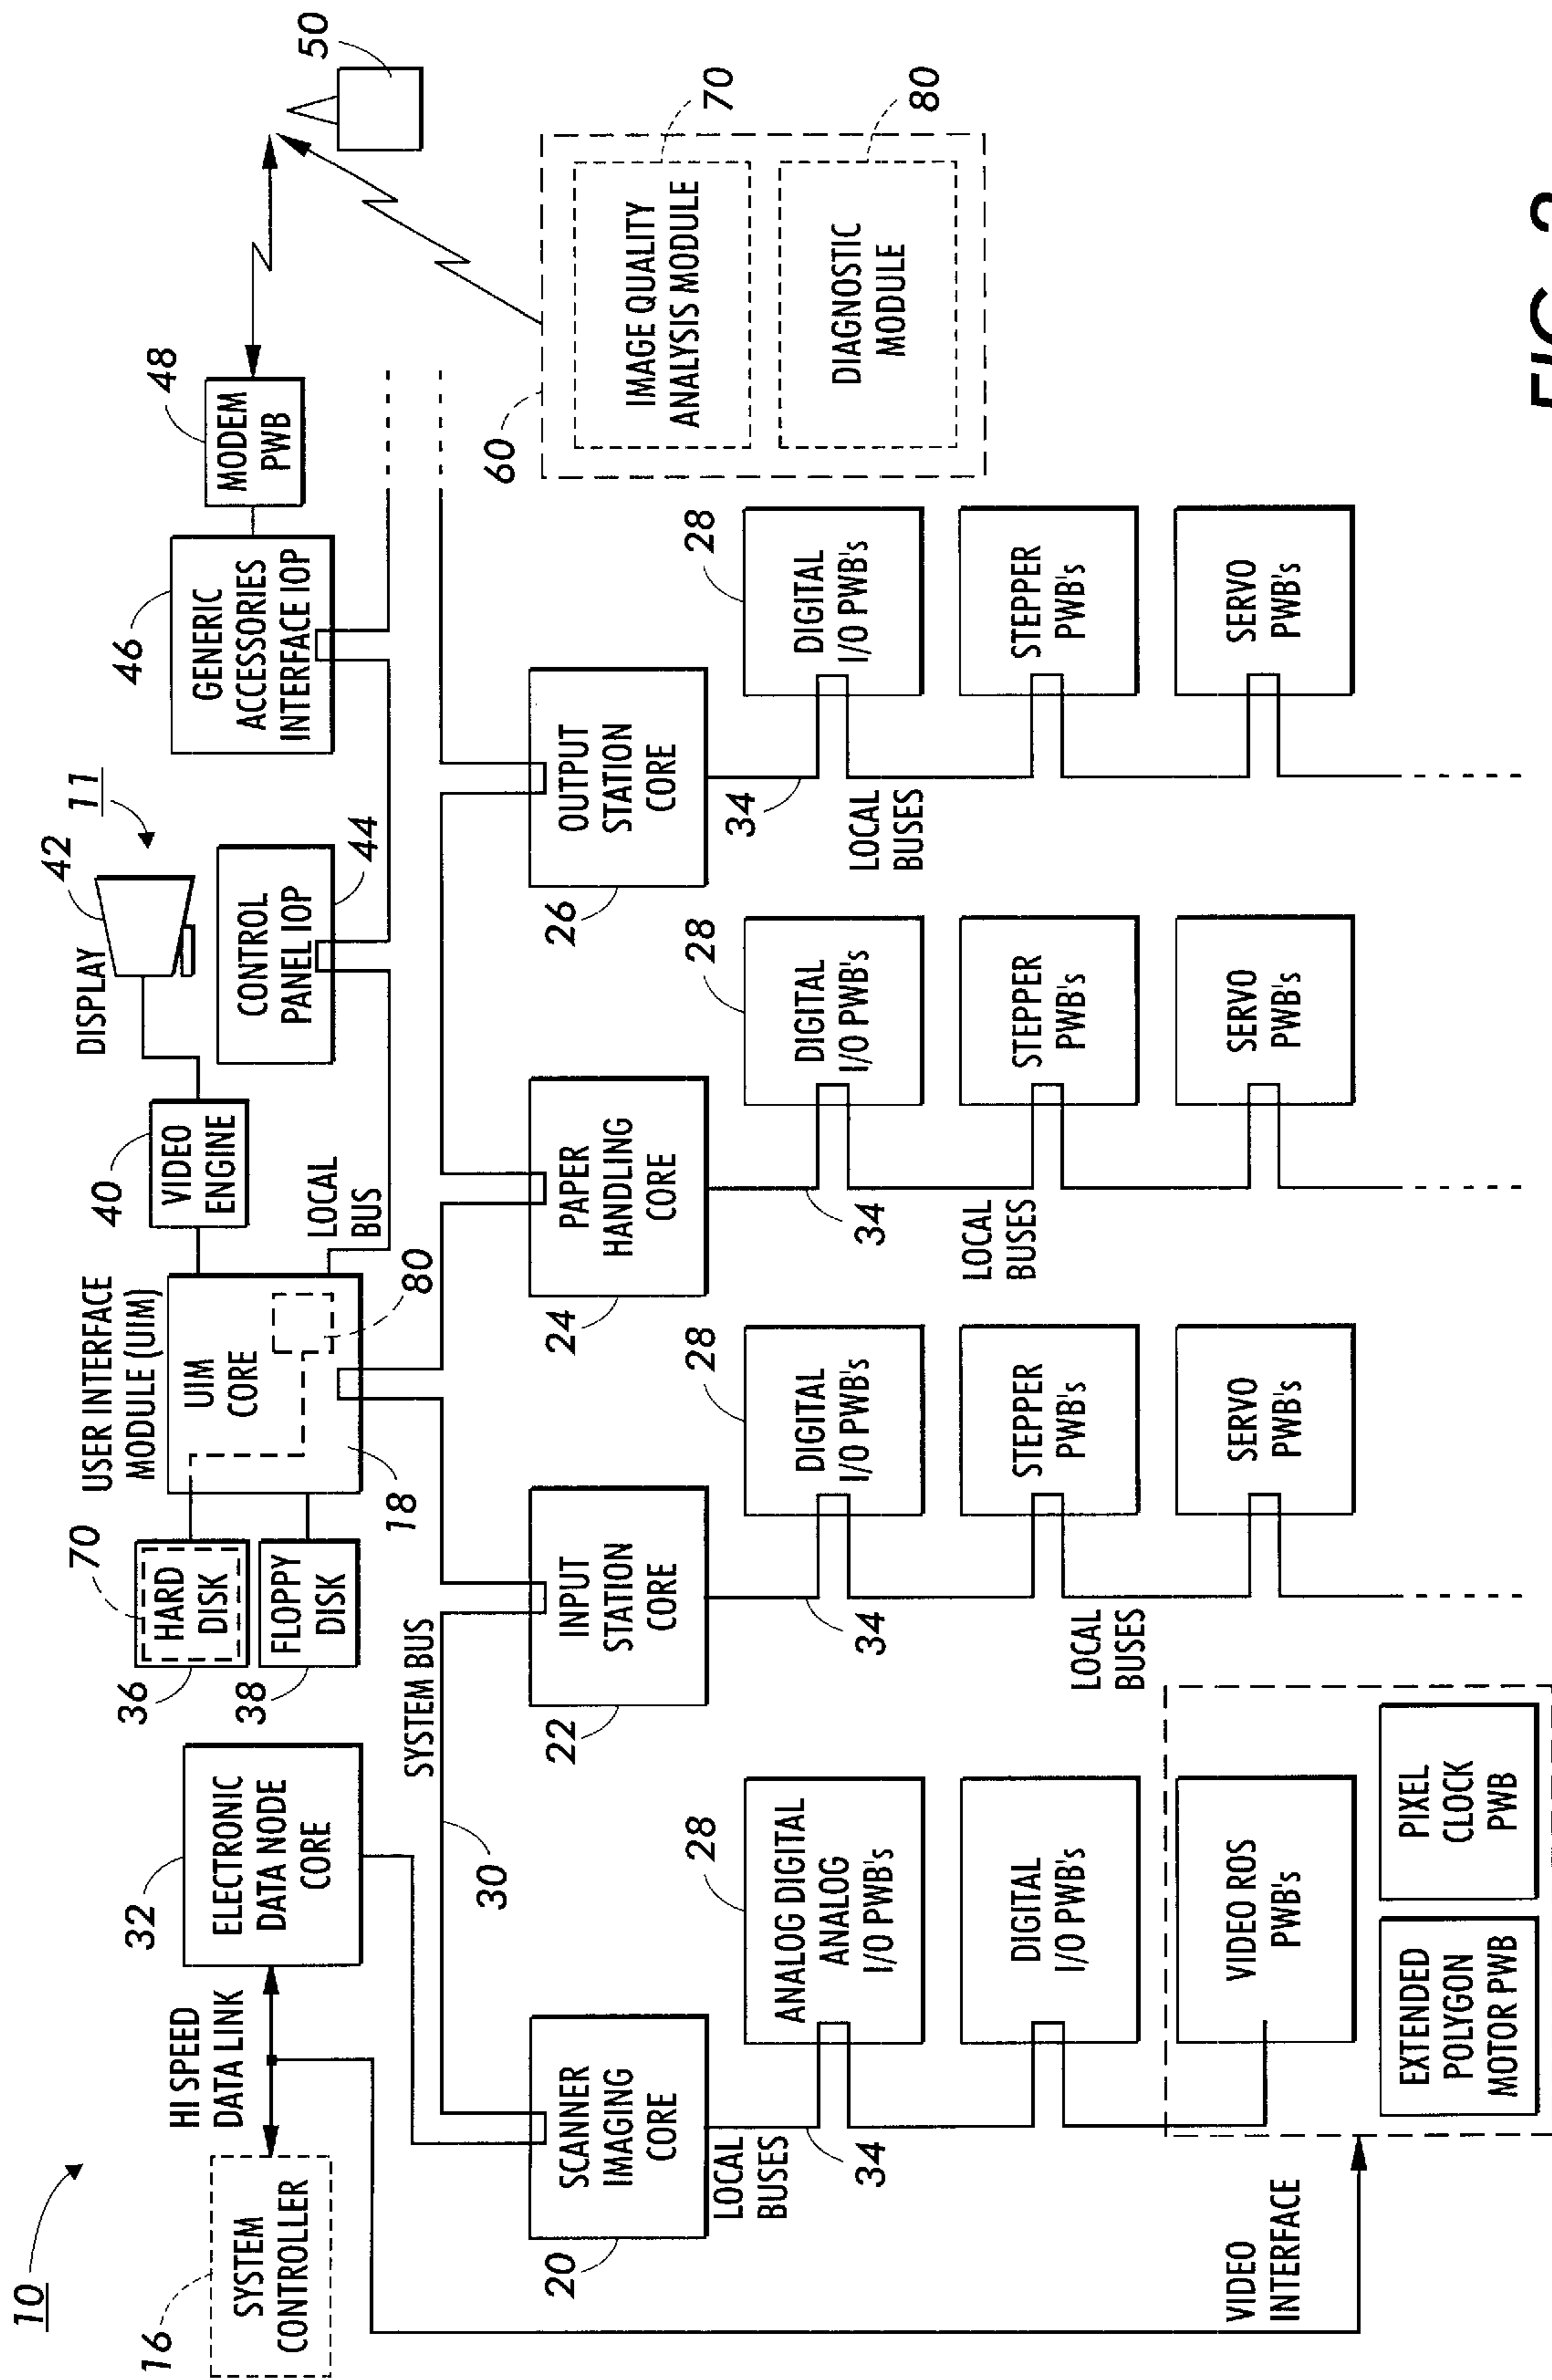 10
16
SYSTEM
CONTROLLER
HI SPEED
DATA LINK
32
ELECTRONIC
DATA NODE
CORE
36
70
HARD
DISK
38
FLOPPY
DISK
USER INTERFACE
MODULE (UIM)
UIM
CORE
18
80
40
VIDEO
ENGINE
LOCAL
BUS
DISPLAY
42
11
CONTROL
PANEL IOP
44
46
GENERIC
ACCESSORIES
INTERFACE IOP
48
MODEM
PWB
50
SYSTEM BUS
30
20
SCANNER
IMAGING
CORE
22
INPUT
STATION
CORE
24
PAPER
HANDLING
CORE
26
OUTPUT
STATION
CORE
60
70
IMAGE QUALITY
ANALYSIS MODULE
80
DIAGNOSTIC
MODULE
LOCAL
BUSES
34
28
ANALOG DIGITAL
ANALOG
I/O PWB's
DIGITAL
I/O PWB's
VIDEO ROS
PWB's
EXTENDED
POLYGON
MOTOR PWB
PIXEL
CLOCK
PWB
VIDEO
INTERFACE
34
28
DIGITAL
I/O PWB's
LOCAL
BUSES
STEPPER
PWB's
SERVO
PWB's
34
28
DIGITAL
I/O PWB's
LOCAL
BUSES
STEPPER
PWB's
SERVO
PWB's
34
28
DIGITAL
I/O PWB's
LOCAL
BUSES
STEPPER
PWB's
SERVO
PWB's
FIG.